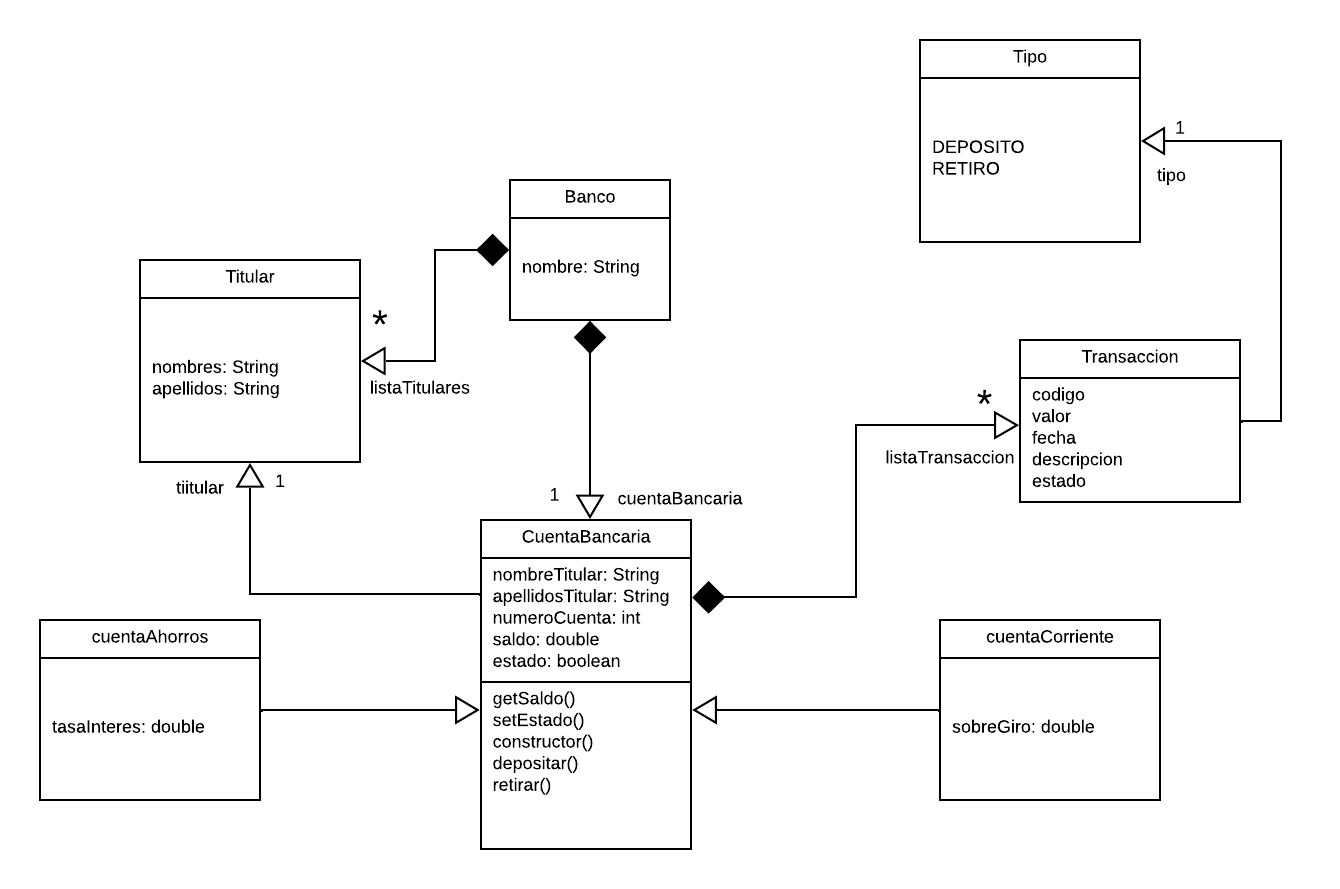 Tipo
DEPOSITO
RETIRO
1
tipo
Banco
nombre: String
Titular
nombres: String
apellidos: String
*
listaTitulares
tiitular
1
1
cuentaBancaria
Transaccion
codigo
valor
fecha
descripcion
estado
*
listaTransaccion
CuentaBancaria
nombreTitular: String
apellidosTitular: String
numeroCuenta: int
saldo: double
estado: boolean
getSaldo()
setEstado()
constructor()
depositar()
retirar()
cuentaAhorros
tasaInteres: double
cuentaCorriente
sobreGiro: double